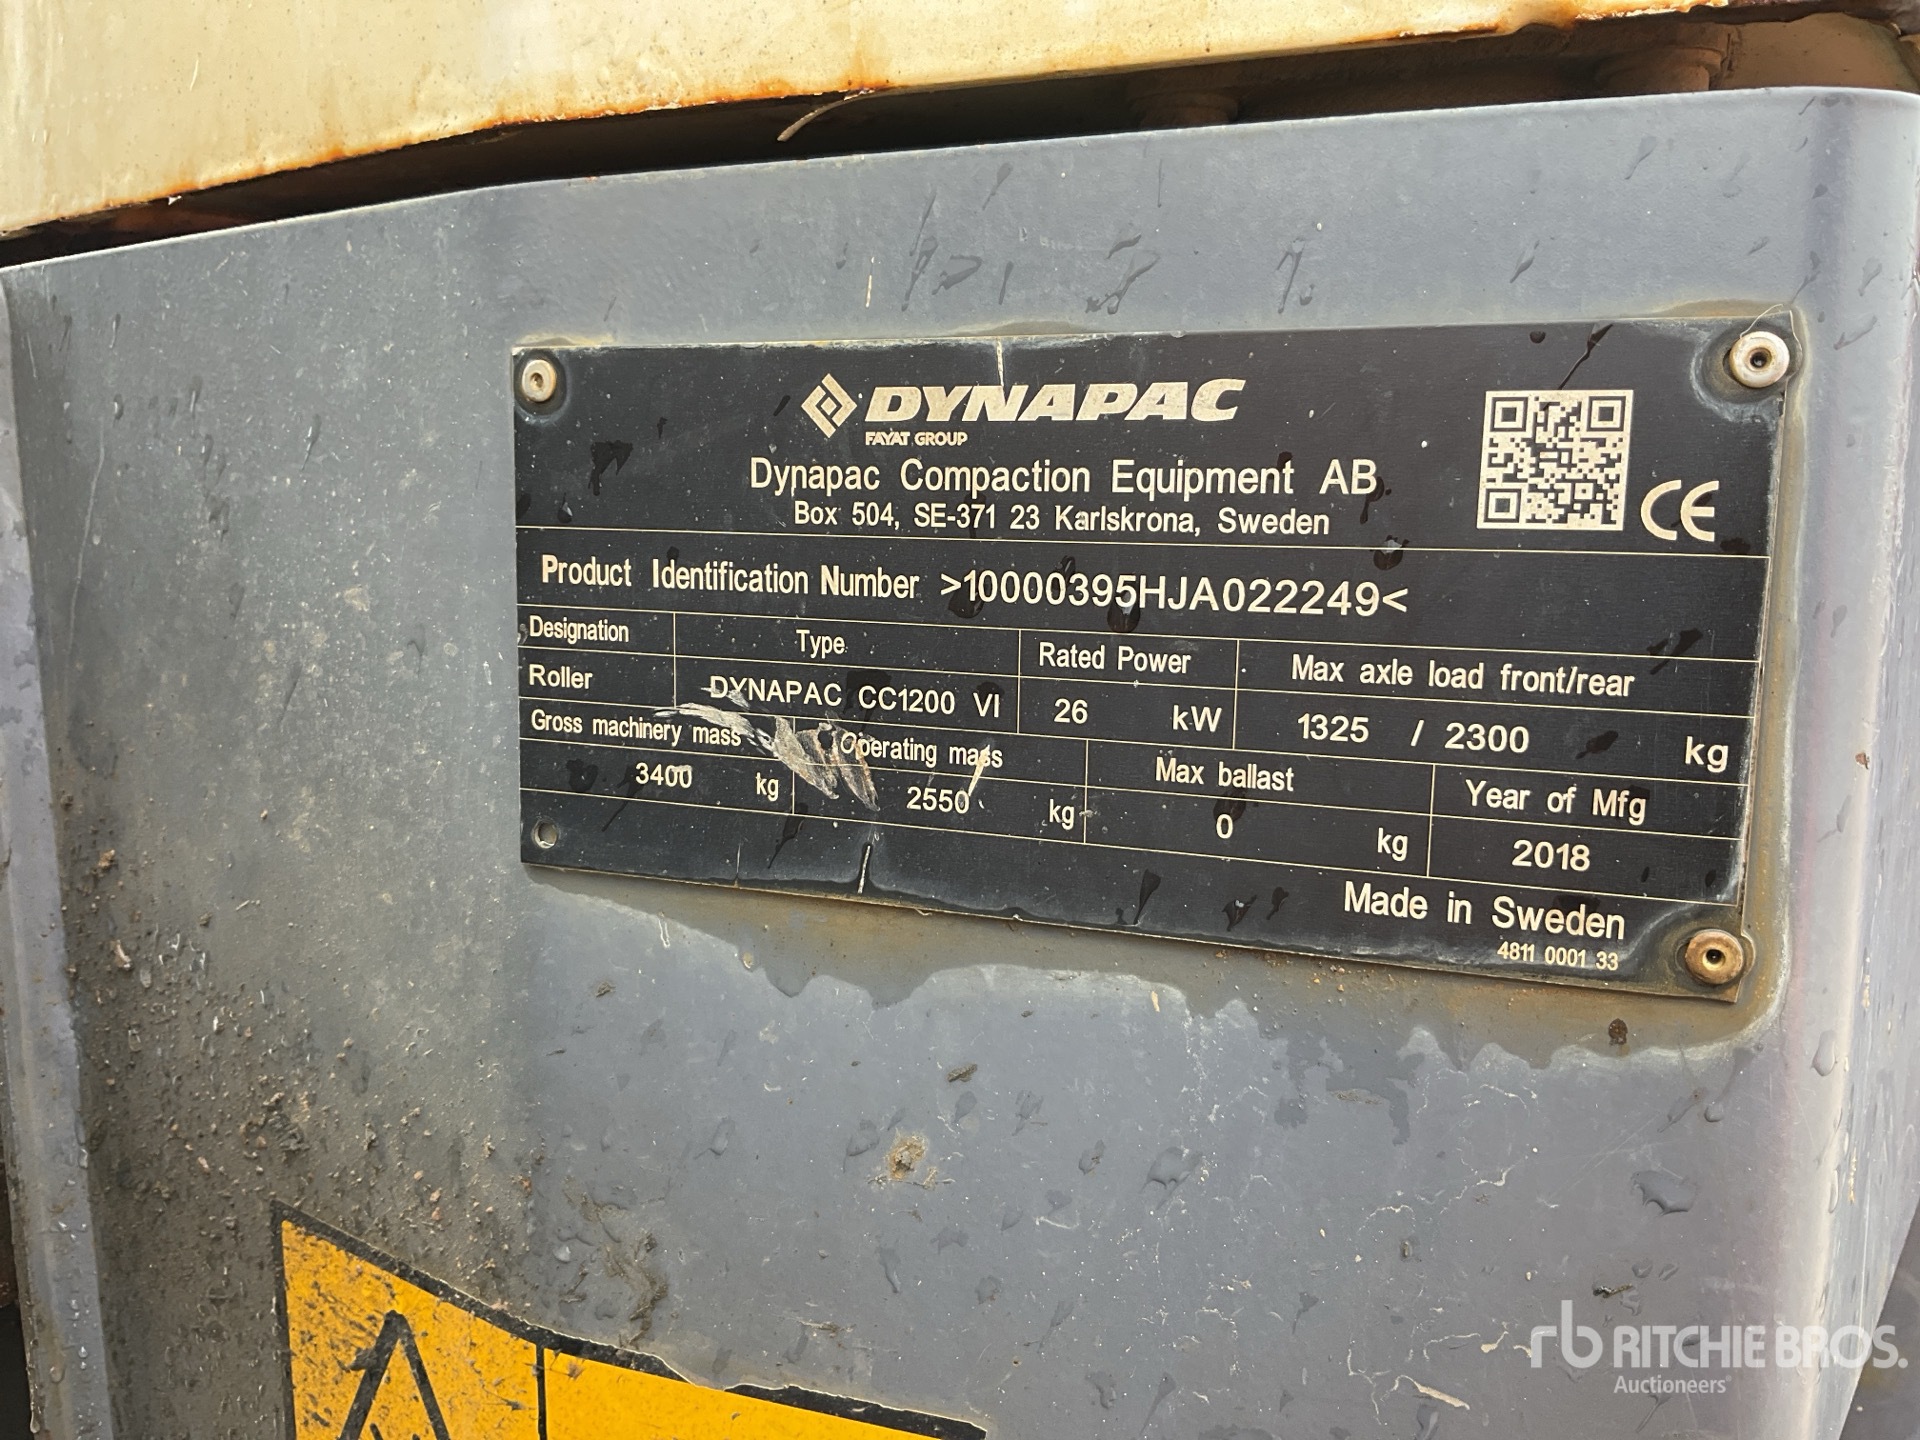 DYNAPAC
FAYAT GROUP
Dynapac Compaction Equipment AB
Box 504, SE-371 23 Karlskrona, Sweden
CE
Product Identification Number >10000395HJA022249<
Designation Type Rated Power Max axle load front/rear
Roller DYNAPAC CC1200 VI 26 kW 1325 / 2300 kg
Gross machinery mass Operating mass Max ballast Year of Mfg
3400 kg 2550 kg 0 kg 2018
Made in Sweden
4811 0001 33
rb RITCHIE BROS.
Auctioneers